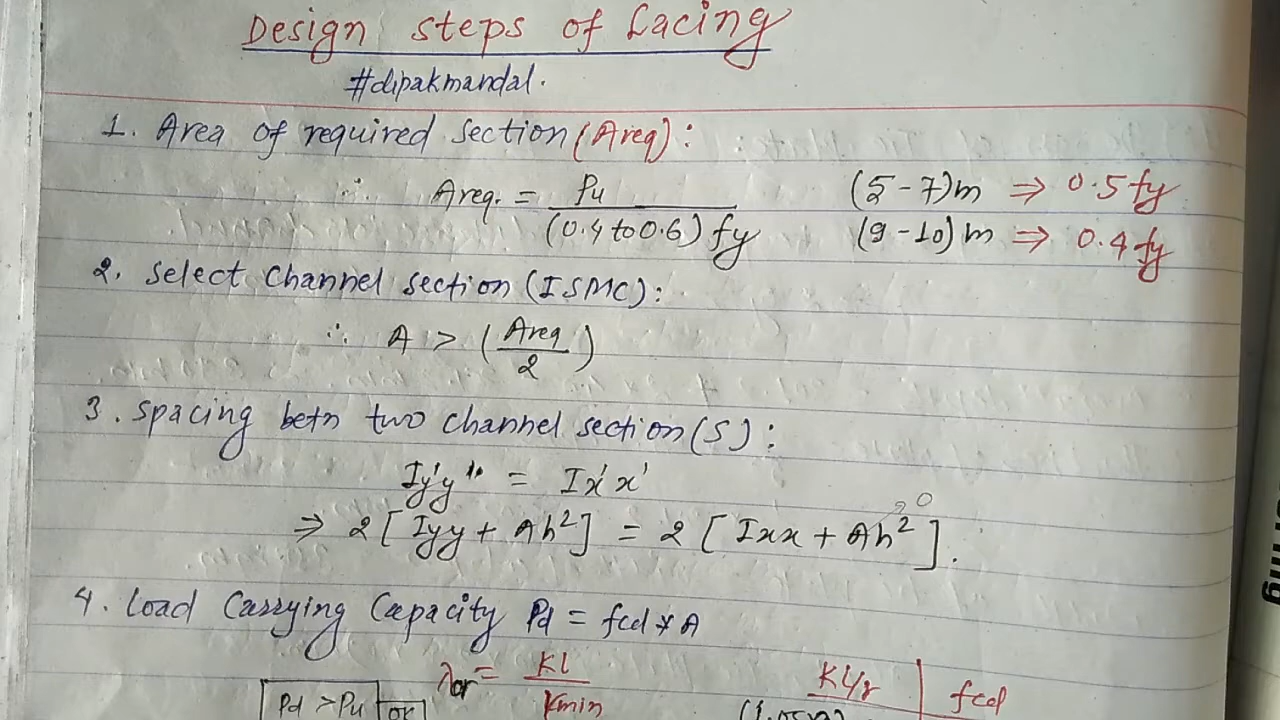 Design steps of Lacing
#dipakmandal.
1. Area of required section (Areq):
∴ Areq. = Pu / (0.4 to 0.6) fy
(5-7)m ⇒ 0.5 fy
(9-10)m ⇒ 0.4 fy
2. Select Channel section (ISMC):
∴ A > (Areq / 2)
3. Spacing betn two channel section (S):
Iy'y' = Ix'x'
⇒ 2 [Iyy + Ah²] = 2 [Ixx + Ah² 0].
4. Load Carrying Capacity Pd = fcd * A
λ = Kl / rmin
Kl/r | fcd
Pd > Pu ok